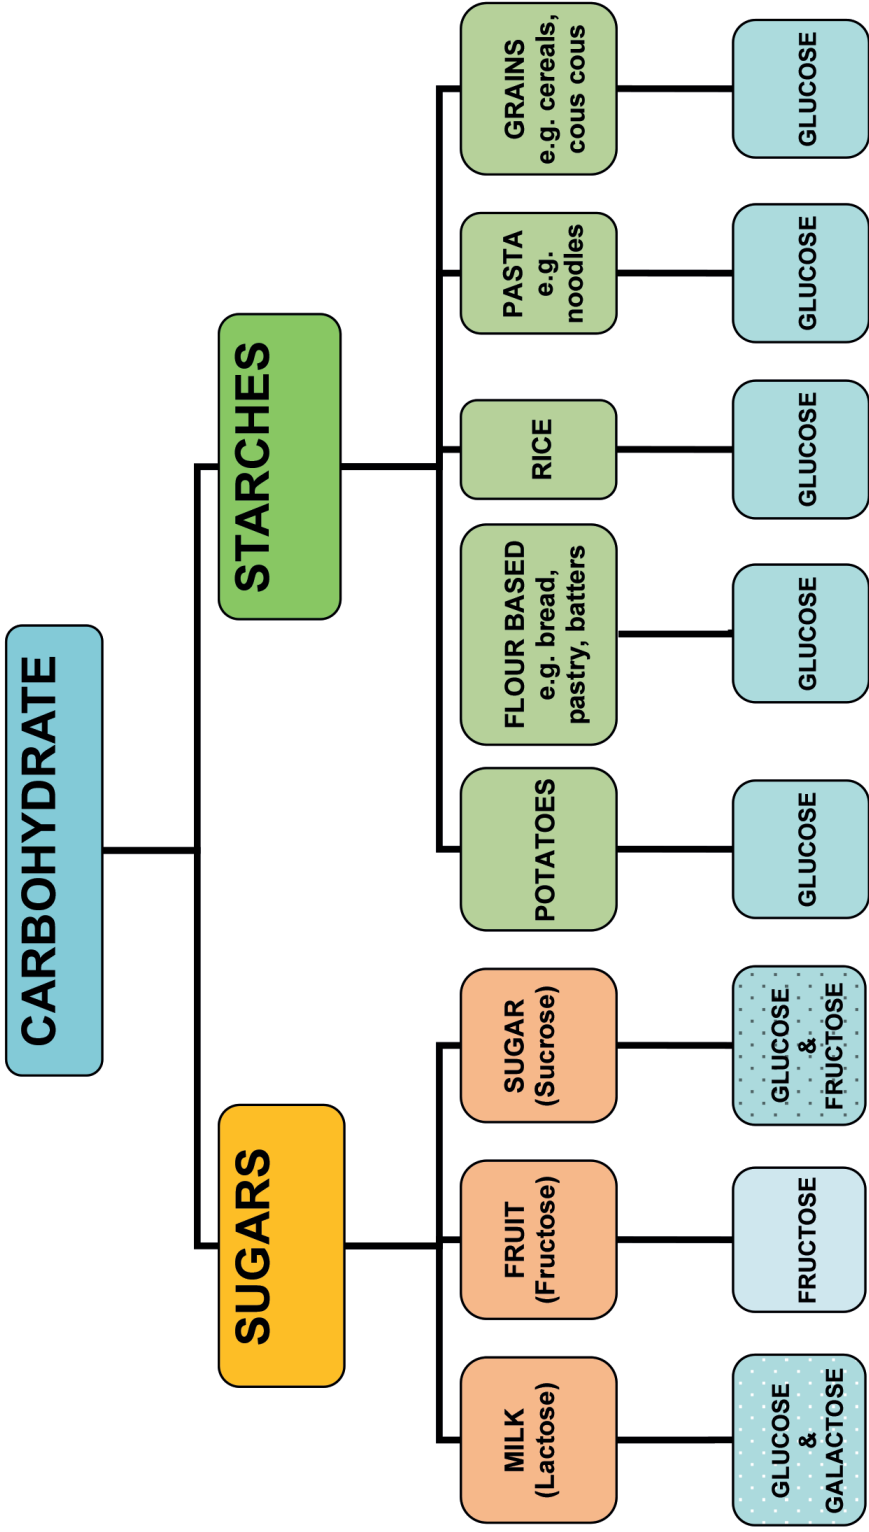 CARBOHYDRATE
SUGARS
STARCHES
MILK
(Lactose)
FRUIT
(Fructose)
SUGAR
(Sucrose)
POTATOES
FLOUR BASED
e.g. bread,
pastry, batters
RICE
PASTA
e.g.
noodles
GRAINS
e.g. cereals,
cous cous
GLUCOSE
&
GALACTOSE
FRUCTOSE
GLUCOSE
&
FRUCTOSE
GLUCOSE
GLUCOSE
GLUCOSE
GLUCOSE
GLUCOSE